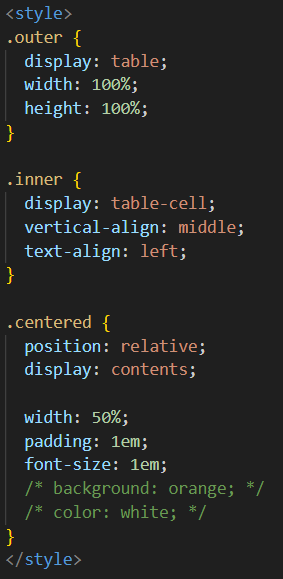 <style>
.outer {
  display: table;
  width: 100%;
  height: 100%;
}

.inner {
  display: table-cell;
  vertical-align: middle;
  text-align: left;
}

.centered {
  position: relative;
  display: contents;

  width: 50%;
  padding: 1em;
  font-size: 1em;
  /* background: orange; */
  /* color: white; */
}
</style>